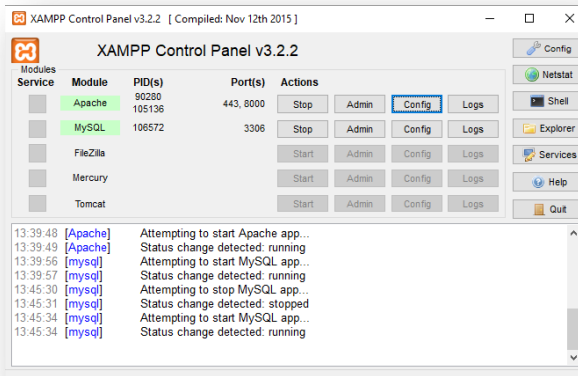 XAMPP Control Panel v3.2.2 [ Compiled: Nov 12th 2015 ]
XAMPP Control Panel v3.2.2
Config
Modules
Service Module PID(s) Port(s) Actions
Netstat
Apache 90280 105136 443, 8000 Stop Admin Config Logs
Shell
MySQL 106572 3306 Stop Admin Config Logs
Explorer
FileZilla Start Admin Config Logs
Services
Mercury Start Admin Config Logs
Help
Tomcat Start Admin Config Logs
Quit
13:39:48 [Apache] Attempting to start Apache app...
13:39:49 [Apache] Status change detected: running
13:39:56 [mysql] Attempting to start MySQL app...
13:39:57 [mysql] Status change detected: running
13:45:30 [mysql] Attempting to stop MySQL app...
13:45:31 [mysql] Status change detected: stopped
13:45:34 [mysql] Attempting to start MySQL app...
13:45:34 [mysql] Status change detected: running